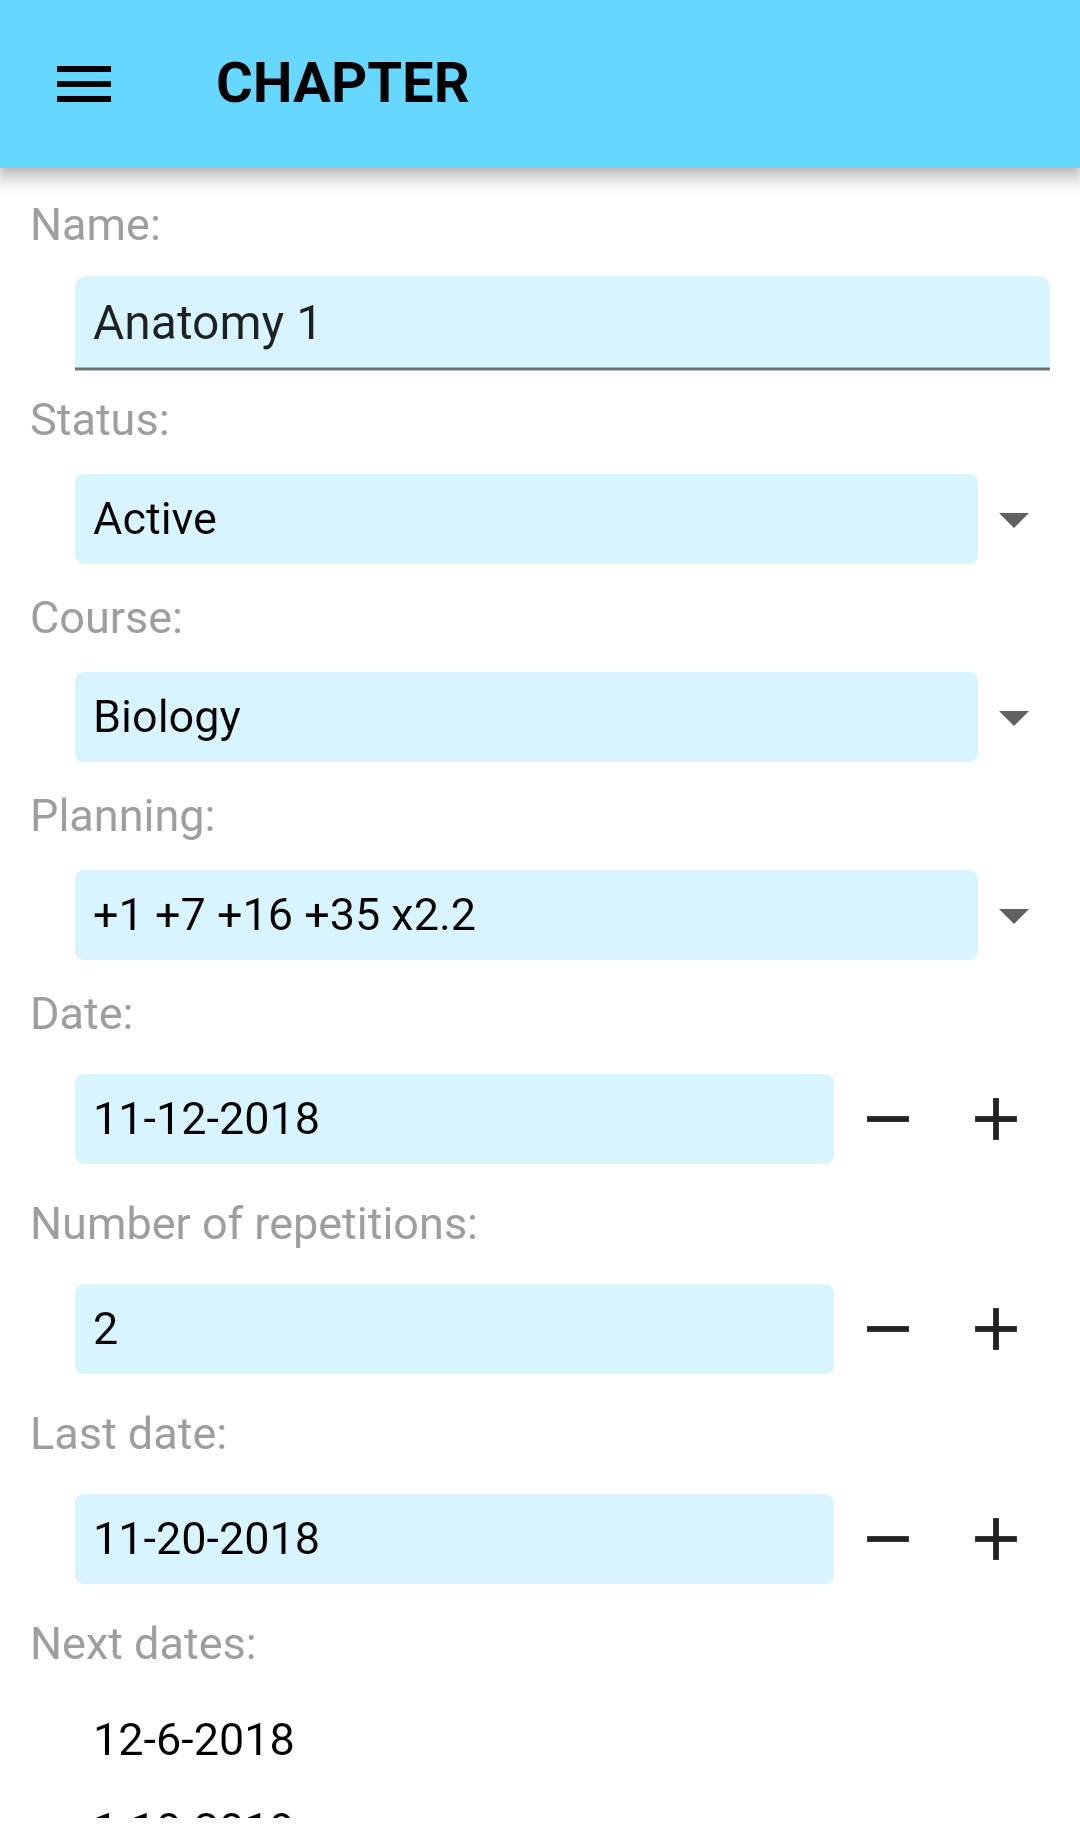 CHAPTER
Name:
Anatomy 1
Status:
Active
Course:
Biology
Planning:
+1 +7 +16 +35 x2.2
Date:
11-12-2018
Number of repetitions:
2
Last date:
11-20-2018
Next dates:
12-6-2018